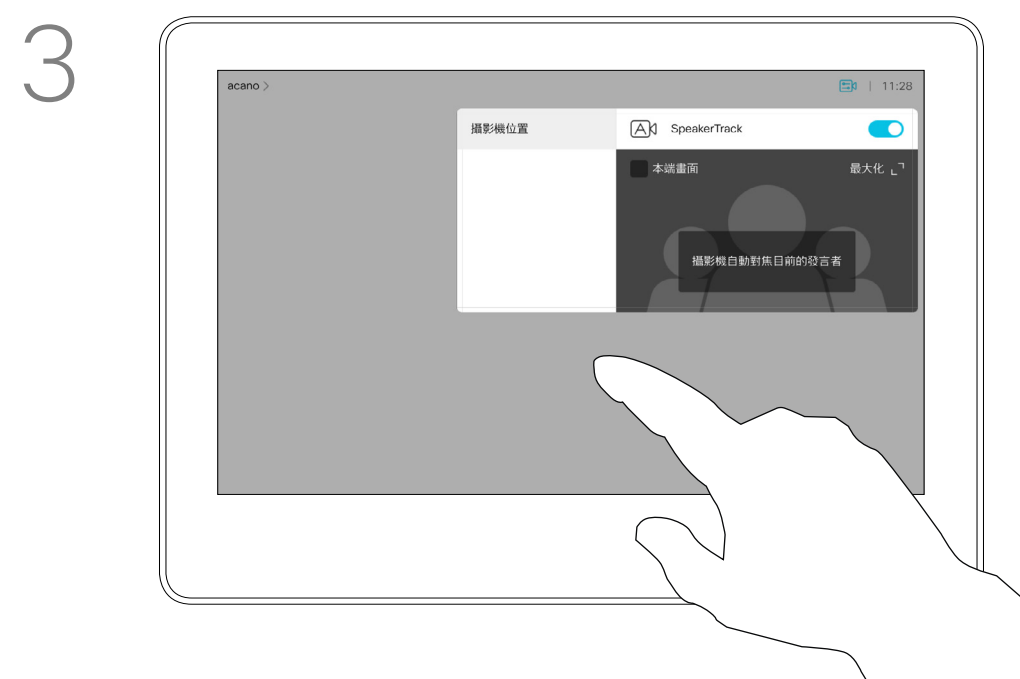 3
acano >
11:28
攝影機位置
SpeakerTrack
本端畫面
最大化
攝影機自動對焦目前的發言者